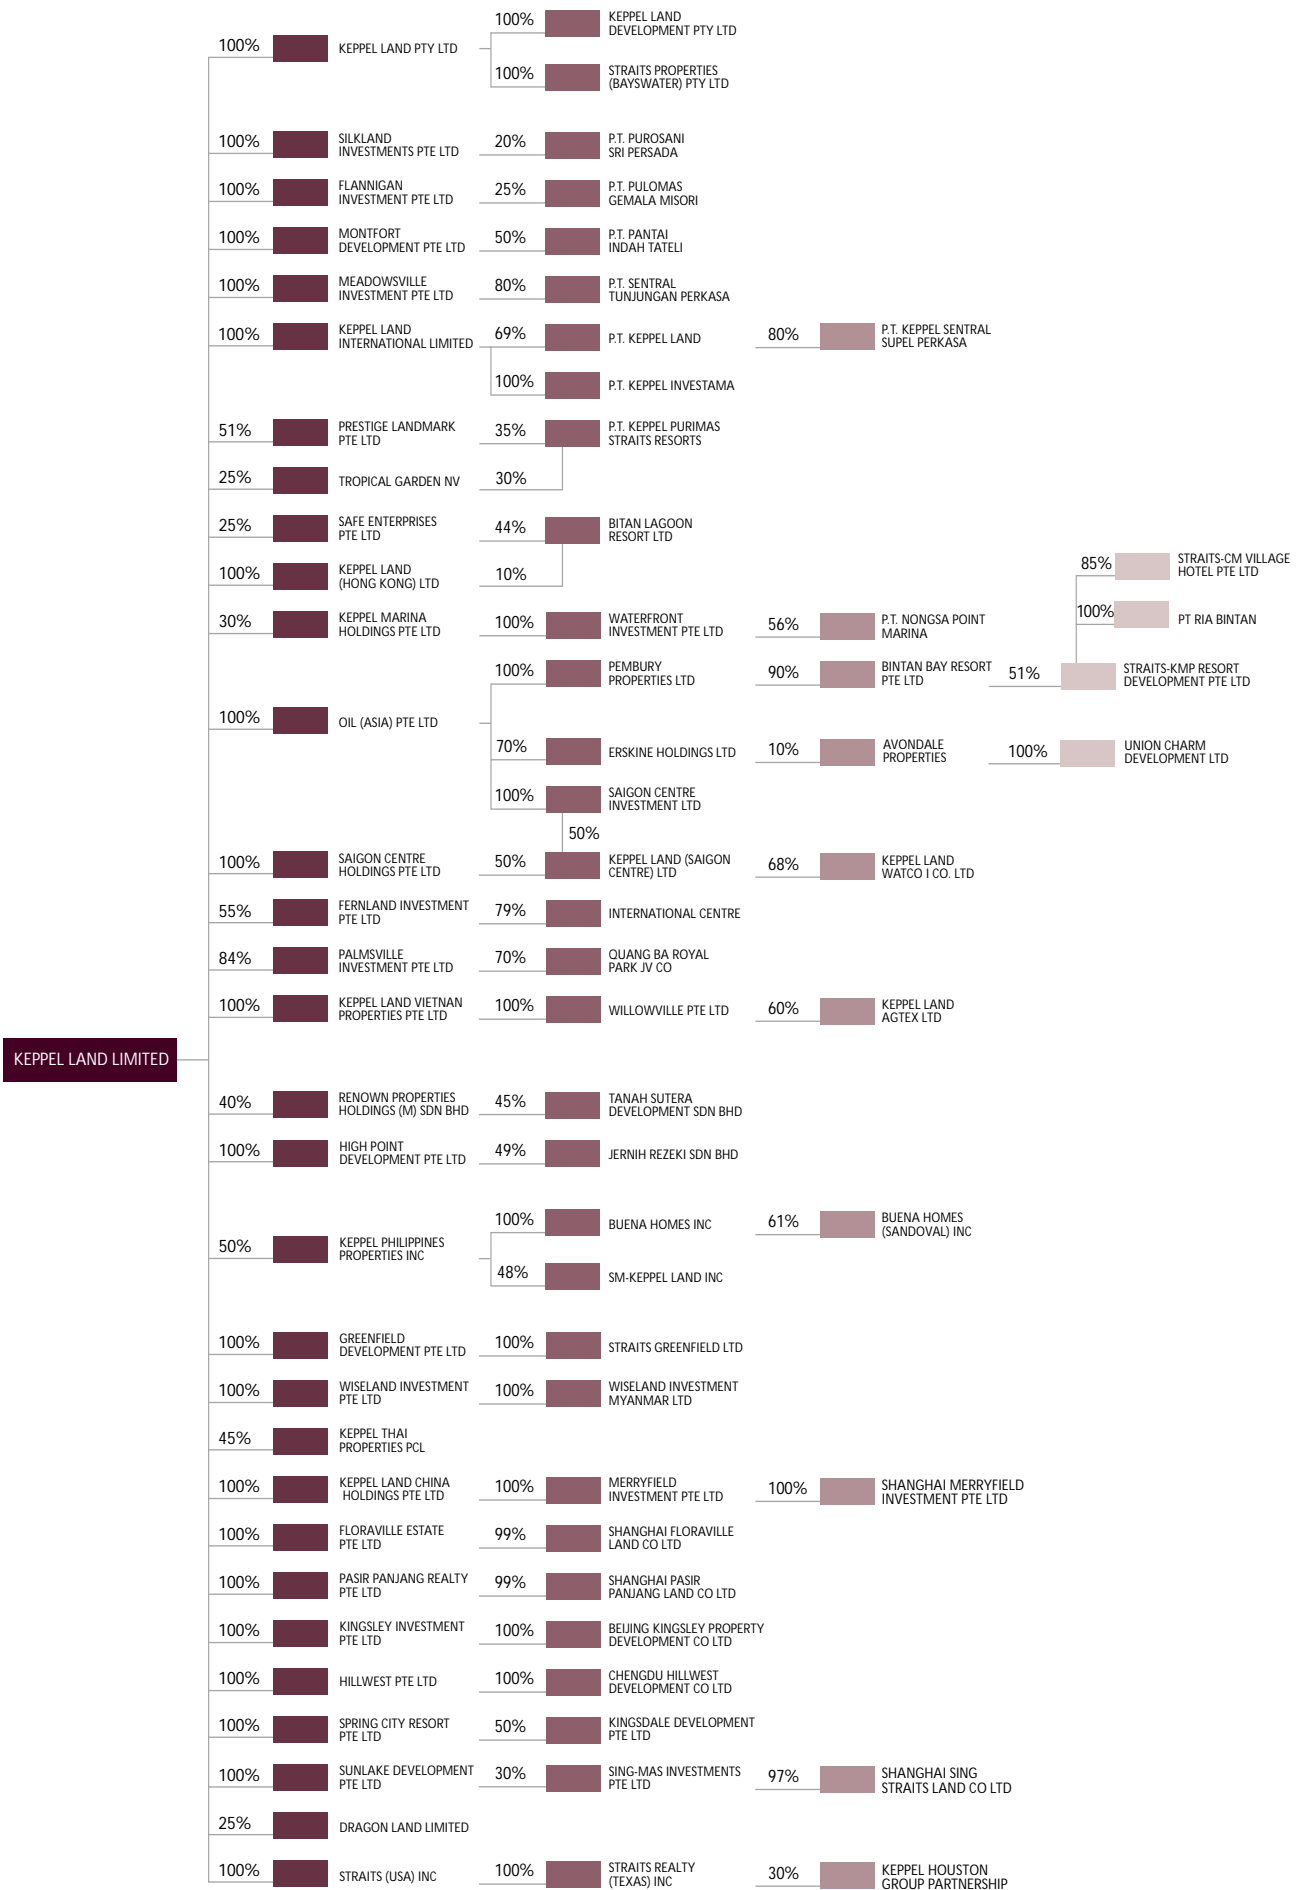 100%
KEPPEL LAND PTY LTD
100%
KEPPEL LAND
DEVELOPMENT PTY LTD
100%
STRAITS PROPERTIES
(BAYSWATER) PTY LTD
100%
SILKLAND
INVESTMENTS PTE LTD
20%
P.T. PUROSANI
SRI PERSADA
100%
FLANNIGAN
INVESTMENT PTE LTD
25%
P.T. PULOMAS
GEMALA MISORI
100%
MONTFORT
DEVELOPMENT PTE LTD
50%
P.T. PANTAI
INDAH TATELI
100%
MEADOWSVILLE
INVESTMENT PTE LTD
80%
P.T. SENTRAL
TUNJUNGAN PERKASA
100%
KEPPEL LAND
INTERNATIONAL LIMITED
69%
P.T. KEPPEL LAND
80%
P.T. KEPPEL SENTRAL
SUPEL PERKASA
100%
P.T. KEPPEL INVESTAMA
51%
PRESTIGE LANDMARK
PTE LTD
35%
P.T. KEPPEL PURIMAS
STRAITS RESORTS
25%
TROPICAL GARDEN NV
30%
25%
SAFE ENTERPRISES
PTE LTD
44%
BITAN LAGOON
RESORT LTD
100%
KEPPEL LAND
(HONG KONG) LTD
10%
85%
STRAITS-CM VILLAGE
HOTEL PTE LTD
100%
PT RIA BINTAN
30%
KEPPEL MARINA
HOLDINGS PTE LTD
100%
WATERFRONT
INVESTMENT PTE LTD
56%
P.T. NONGSA POINT
MARINA
100%
PEMBURY
PROPERTIES LTD
90%
BINTAN BAY RESORT
PTE LTD
51%
STRAITS-KMP RESORT
DEVELOPMENT PTE LTD
100%
OIL (ASIA) PTE LTD
70%
ERSKINE HOLDINGS LTD
10%
AVONDALE
PROPERTIES
100%
UNION CHARM
DEVELOPMENT LTD
100%
SAIGON CENTRE
INVESTMENT LTD
50%
100%
SAIGON CENTRE
HOLDINGS PTE LTD
50%
KEPPEL LAND (SAIGON
CENTRE) LTD
68%
KEPPEL LAND
WATCO I CO. LTD
55%
FERNLAND INVESTMENT
PTE LTD
79%
INTERNATIONAL CENTRE
84%
PALMSVILLE
INVESTMENT PTE LTD
70%
QUANG BA ROYAL
PARK JV CO
100%
KEPPEL LAND VIETNAN
PROPERTIES PTE LTD
100%
WILLOWVILLE PTE LTD
60%
KEPPEL LAND
AGTEX LTD
KEPPEL LAND LIMITED
40%
RENOWN PROPERTIES
HOLDINGS (M) SDN BHD
45%
TANAH SUTERA
DEVELOPMENT SDN BHD
100%
HIGH POINT
DEVELOPMENT PTE LTD
49%
JERNIH REZEKI SDN BHD
50%
KEPPEL PHILIPPINES
PROPERTIES INC
100%
BUENA HOMES INC
61%
BUENA HOMES
(SANDOVAL) INC
48%
SM-KEPPEL LAND INC
100%
GREENFIELD
DEVELOPMENT PTE LTD
100%
STRAITS GREENFIELD LTD
100%
WISELAND INVESTMENT
PTE LTD
100%
WISELAND INVESTMENT
MYANMAR LTD
45%
KEPPEL THAI
PROPERTIES PCL
100%
KEPPEL LAND CHINA
HOLDINGS PTE LTD
100%
MERRYFIELD
INVESTMENT PTE LTD
100%
SHANGHAI MERRYFIELD
INVESTMENT PTE LTD
100%
FLORAVILLE ESTATE
PTE LTD
99%
SHANGHAI FLORAVILLE
LAND CO LTD
100%
PASIR PANJANG REALTY
PTE LTD
99%
SHANGHAI PASIR
PANJANG LAND CO LTD
100%
KINGSLEY INVESTMENT
PTE LTD
100%
BEIJING KINGSLEY PROPERTY
DEVELOPMENT CO LTD
100%
HILLWEST PTE LTD
100%
CHENGDU HILLWEST
DEVELOPMENT CO LTD
100%
SPRING CITY RESORT
PTE LTD
50%
KINGSDALE DEVELOPMENT
PTE LTD
100%
SUNLAKE DEVELOPMENT
PTE LTD
30%
SING-MAS INVESTMENTS
PTE LTD
97%
SHANGHAI SING
STRAITS LAND CO LTD
25%
DRAGON LAND LIMITED
100%
STRAITS (USA) INC
100%
STRAITS REALTY
(TEXAS) INC
30%
KEPPEL HOUSTON
GROUP PARTNERSHIP